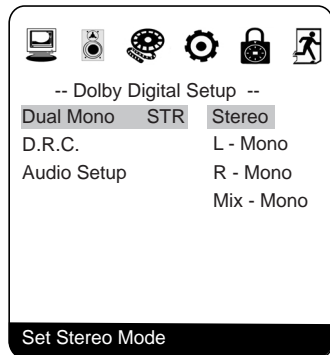 -- Dolby Digital Setup --
Dual Mono STR Stereo
D.R.C. L - Mono
Audio Setup R - Mono
Mix - Mono
Set Stereo Mode